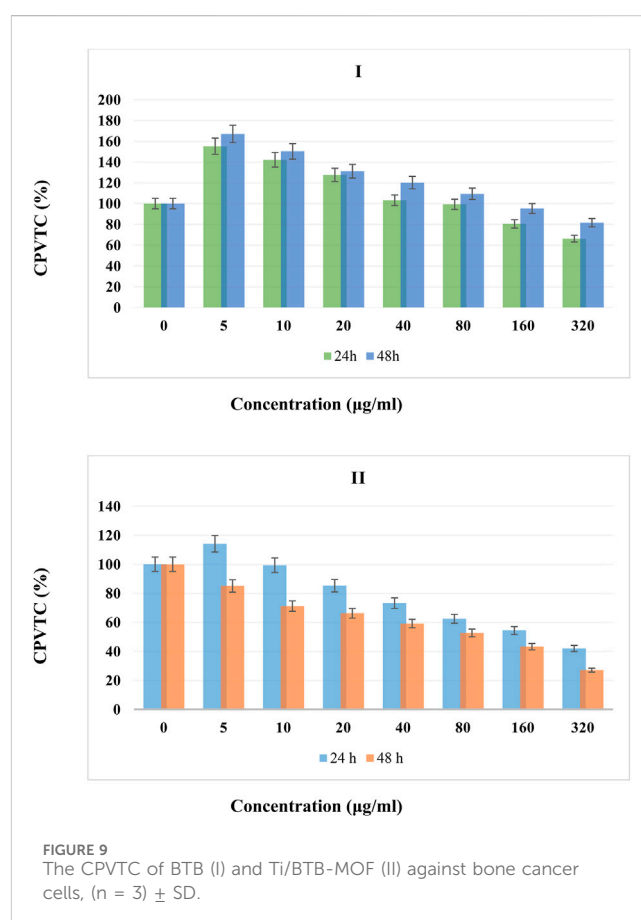 I
200
180
160
140
120
100
80
60
40
20
0
CPVTC (%)
0 5 10 20 40 80 160 320
24h 48h
Concentration (µg/ml)
II
140
120
100
80
60
40
20
0
CPVTC (%)
0 5 10 20 40 80 160 320
24 h 48 h
Concentration (µg/ml)
FIGURE 9
The CPVTC of BTB (I) and Ti/BTB-MOF (II) against bone cancer
cells, (n = 3) ± SD.